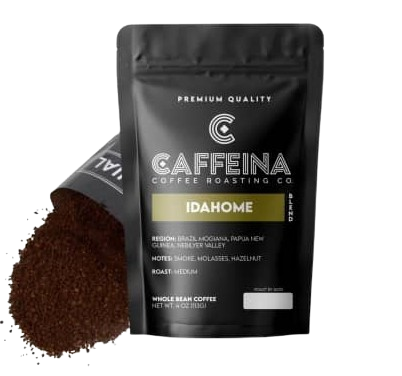 PREMIUM QUALITY
CAFFEINA
COFFEE ROASTING CO.
IDAHOME
BLEND
REGION: BRAZIL MOGIANA, PAPUA NEW
GUINEA, NEBILYER VALLEY
NOTES: SMOKE, MOLASSES, HAZELNUT
ROAST: MEDIUM
WHOLE BEAN COFFEE
NET WT. 4 OZ (113G)